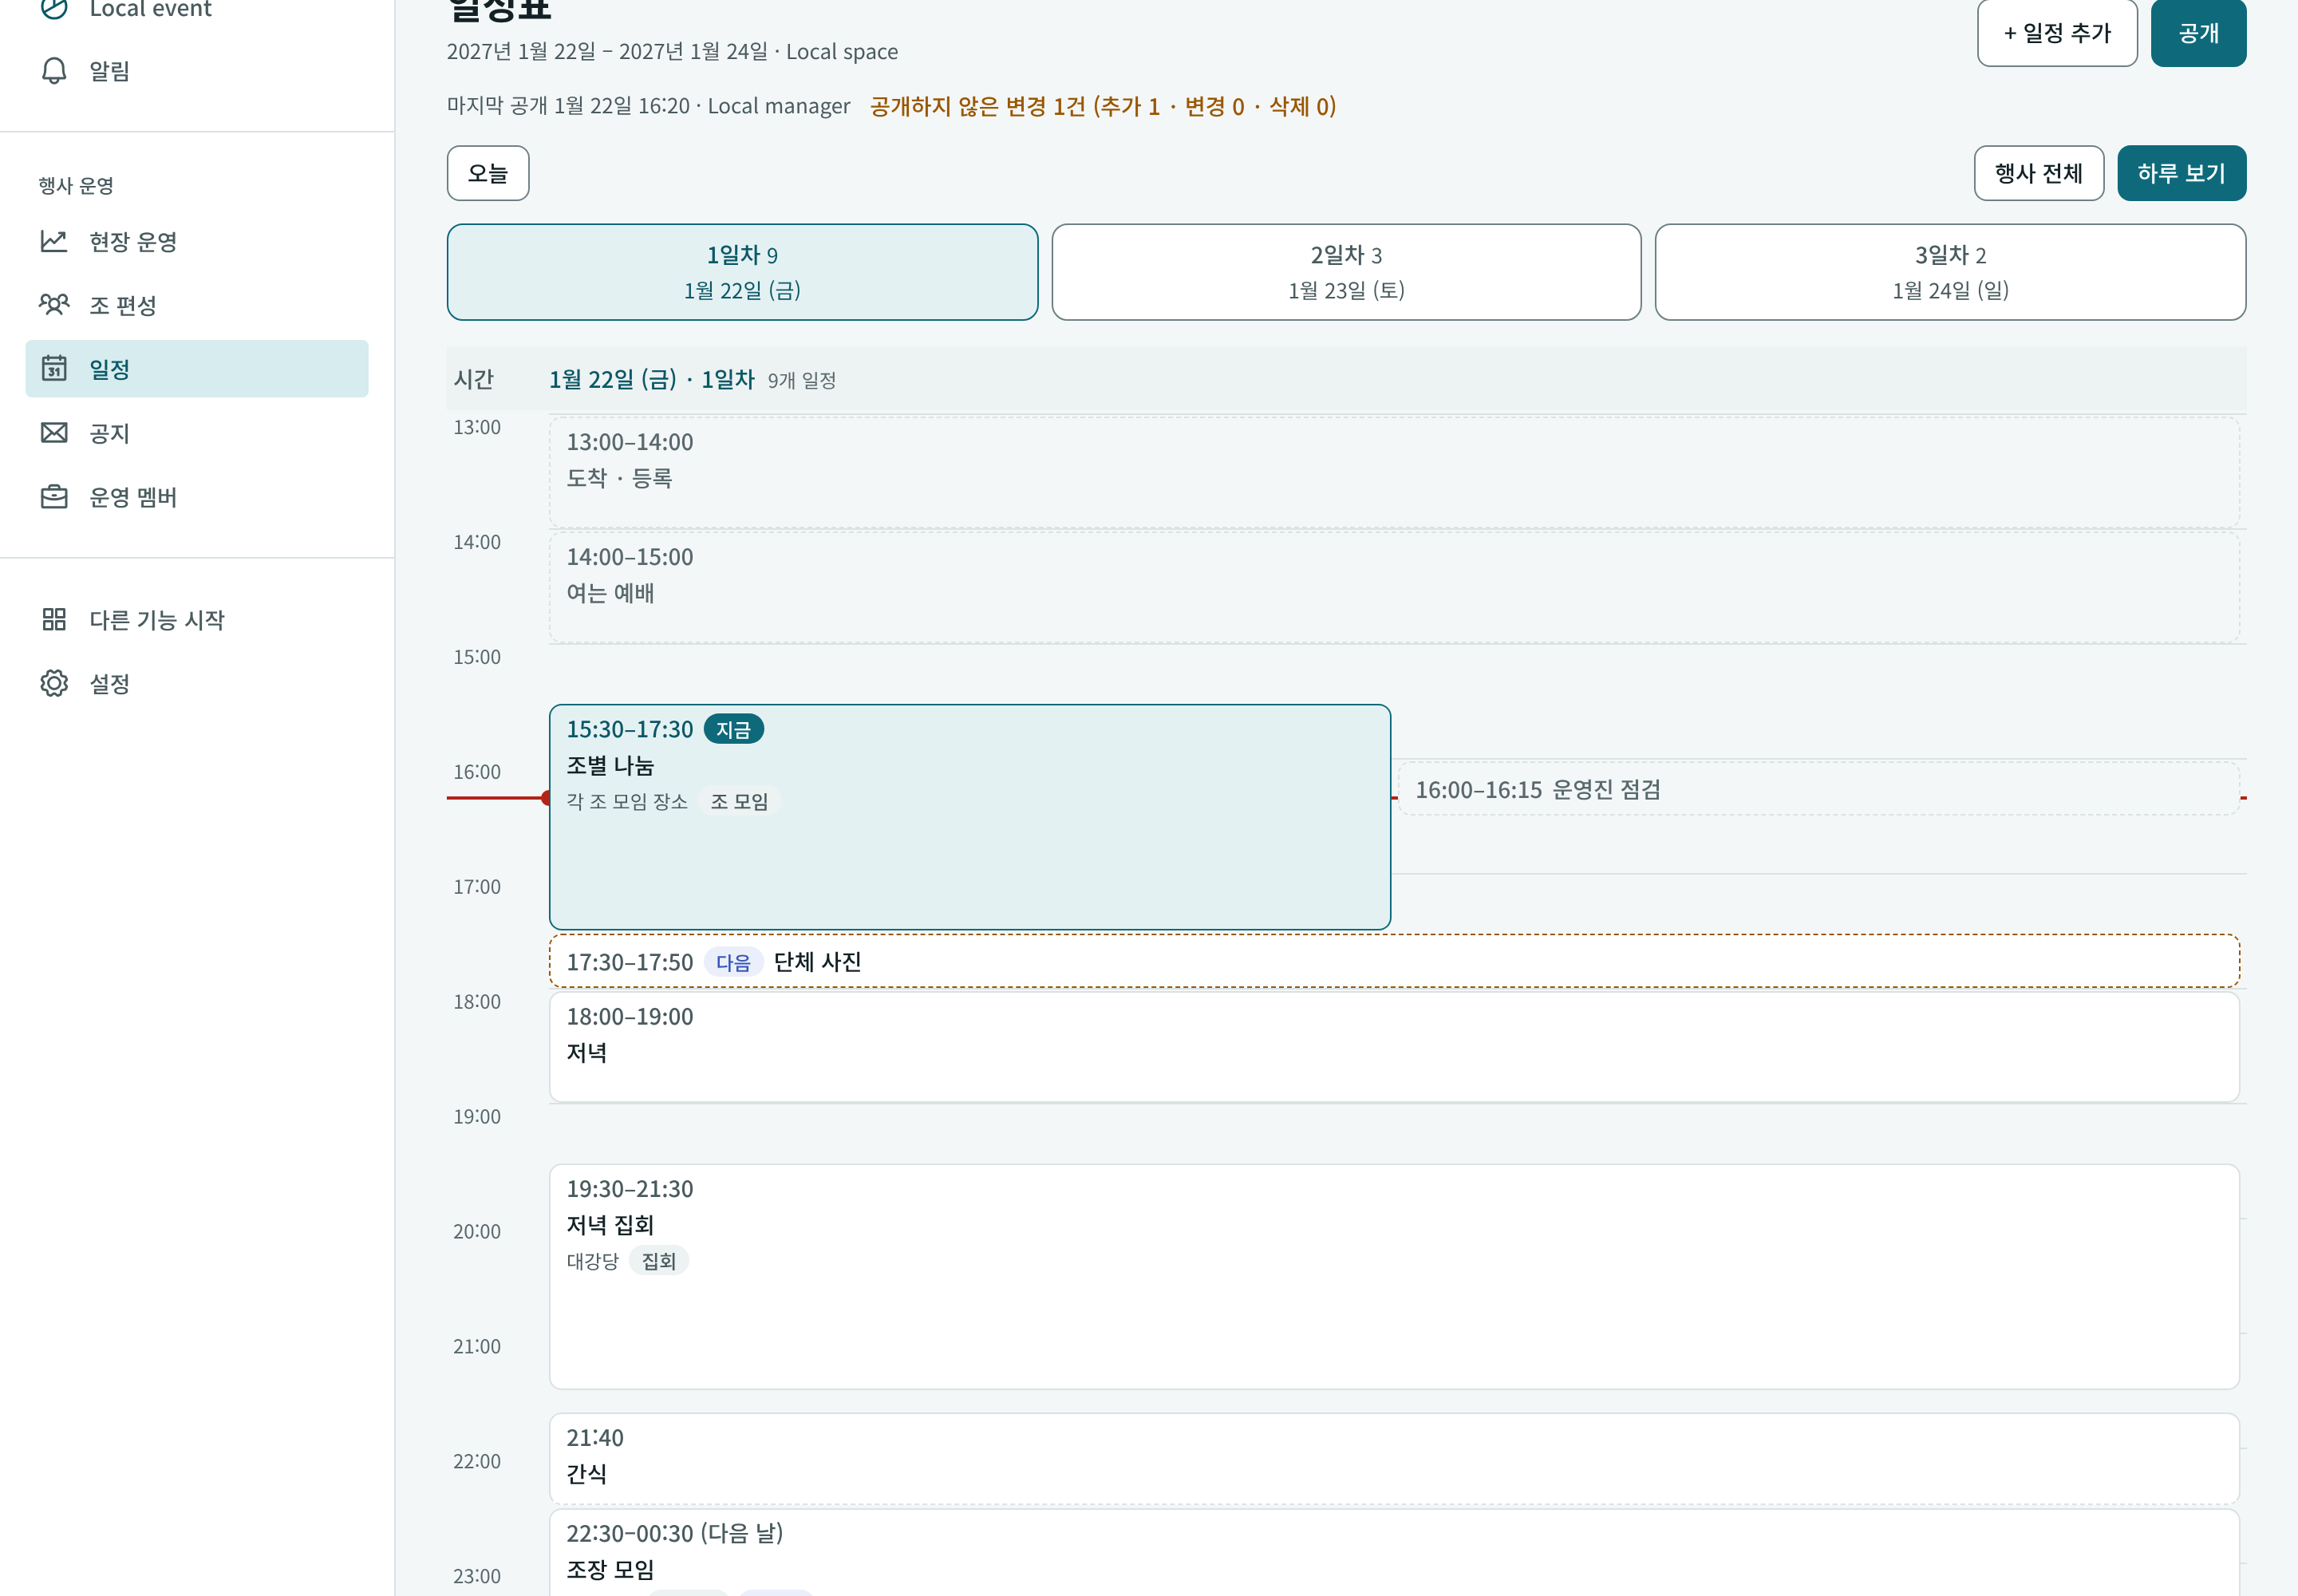 Local event
알림
행사 운영
현장 운영
조 편성
일정
공지
운영 멤버
다른 기능 시작
설정
일정표
2027년 1월 22일 – 2027년 1월 24일 · Local space
+ 일정 추가
공개
마지막 공개 1월 22일 16:20 · Local manager 공개하지 않은 변경 1건 (추가 1 · 변경 0 · 삭제 0)
오늘
행사 전체
하루 보기
1일차 9
1월 22일 (금)
2일차 3
1월 23일 (토)
3일차 2
1월 24일 (일)
시간
1월 22일 (금) · 1일차 9개 일정
13:00
13:00–14:00
도착 · 등록
14:00
14:00–15:00
여는 예배
15:00
15:30–17:30 지금
조별 나눔
각 조 모임 장소 조 모임
16:00
16:00–16:15 운영진 점검
17:00
17:30–17:50 다음 단체 사진
18:00
18:00–19:00
저녁
19:00
19:30–21:30
저녁 집회
대강당 집회
20:00
21:00
21:40
간식
22:00
22:30–00:30 (다음 날)
조장 모임
23:00